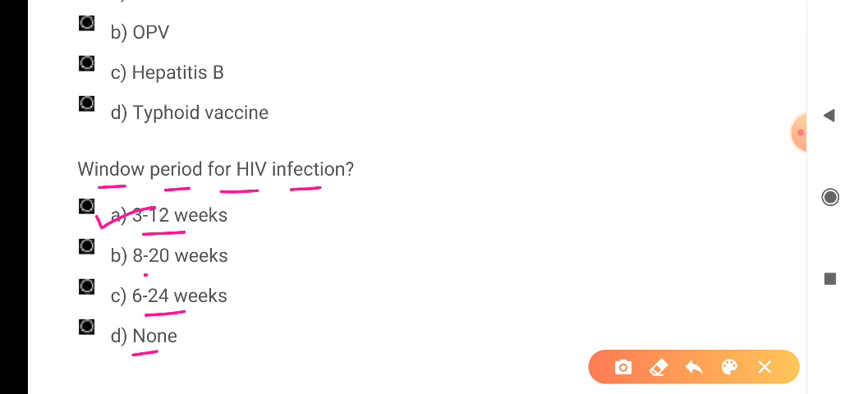 b) OPV
c) Hepatitis B
d) Typhoid vaccine
Window period for HIV infection?
a) 3-12 weeks
b) 8-20 weeks
c) 6-24 weeks
d) None